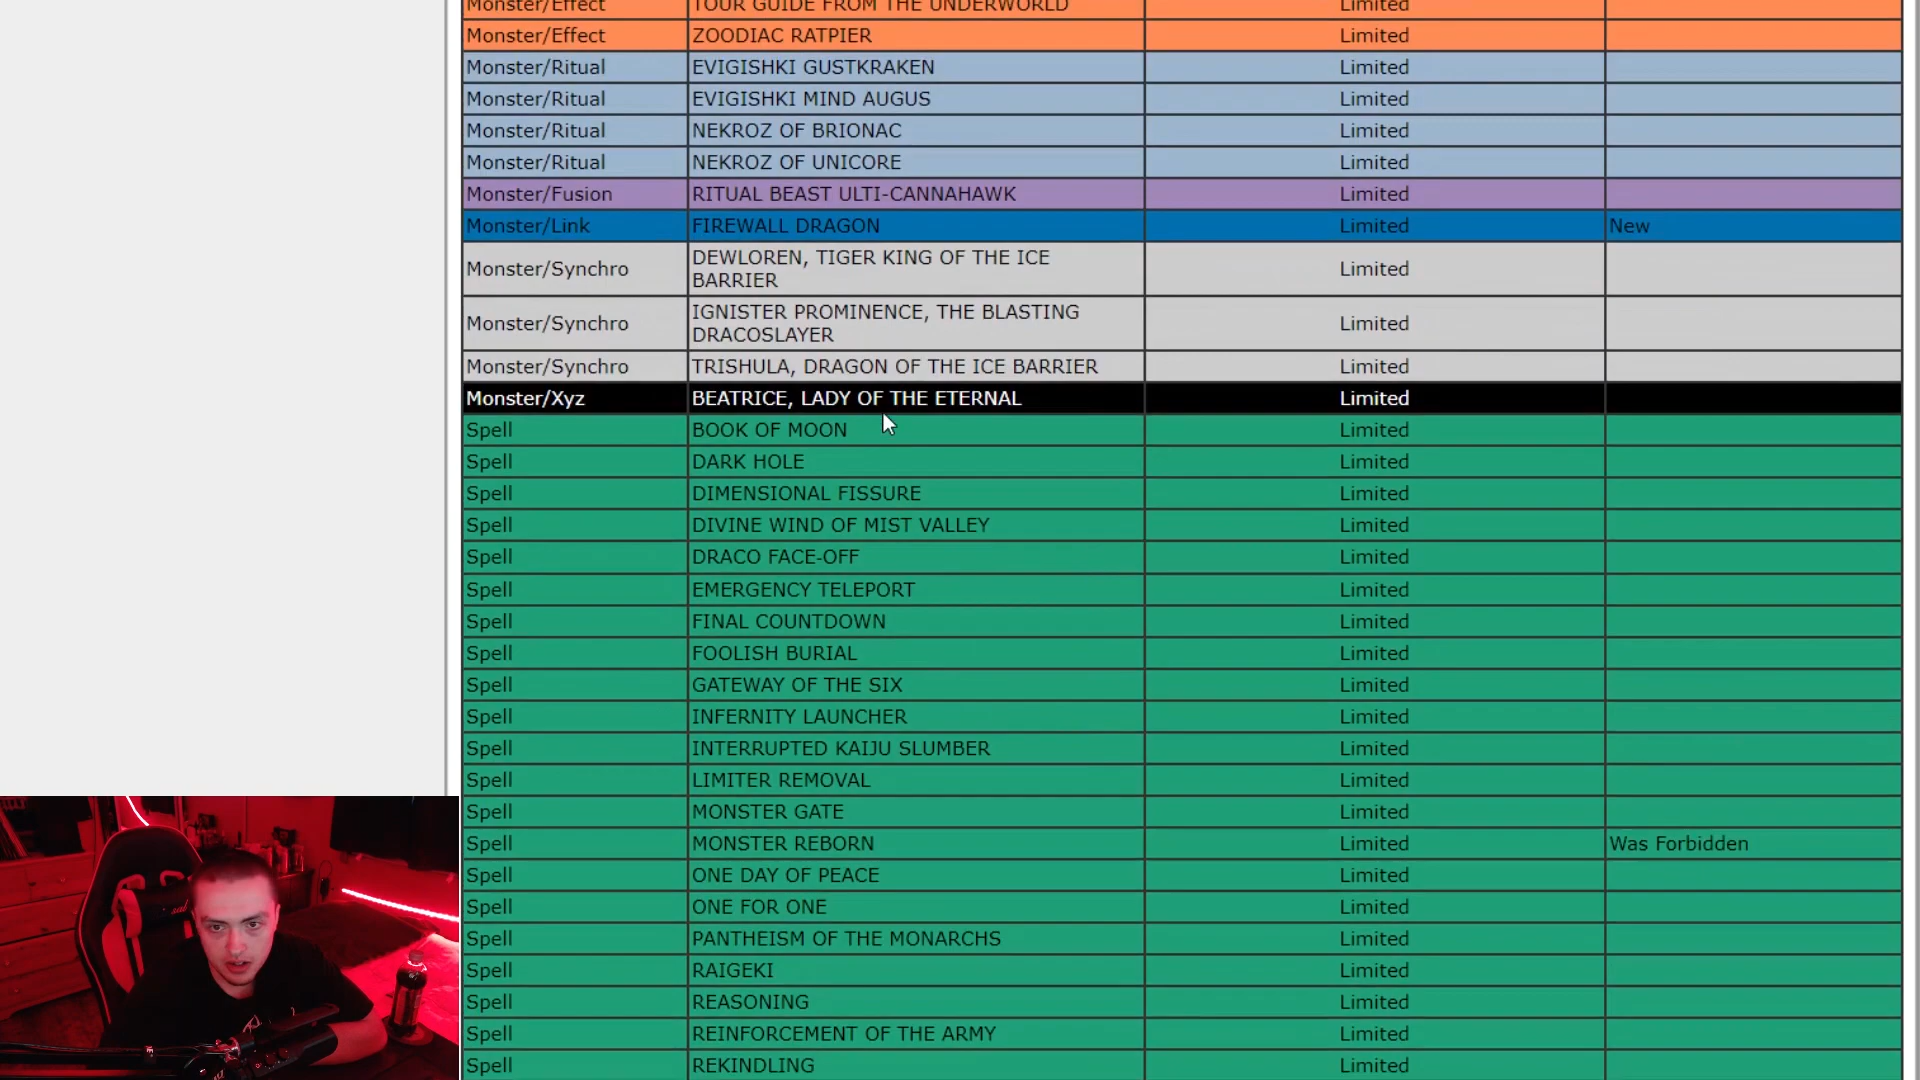 Monster/Effect TOUR GUIDE FROM THE UNDERWORLD Limited
Monster/Effect ZOODIAC RATPIER Limited
Monster/Ritual EVIGISHKI GUSTKRAKEN Limited
Monster/Ritual EVIGISHKI MIND AUGUS Limited
Monster/Ritual NEKROZ OF BRIONAC Limited
Monster/Ritual NEKROZ OF UNICORE Limited
Monster/Fusion RITUAL BEAST ULTI-CANNAHAWK Limited
Monster/Link FIREWALL DRAGON Limited New
Monster/Synchro DEWLOREN, TIGER KING OF THE ICE
BARRIER Limited
Monster/Synchro IGNISTER PROMINENCE, THE BLASTING
DRACOSLAYER Limited
Monster/Synchro TRISHULA, DRAGON OF THE ICE BARRIER Limited
Monster/Xyz BEATRICE, LADY OF THE ETERNAL Limited
Spell BOOK OF MOON Limited
Spell DARK HOLE Limited
Spell DIMENSIONAL FISSURE Limited
Spell DIVINE WIND OF MIST VALLEY Limited
Spell DRACO FACE-OFF Limited
Spell EMERGENCY TELEPORT Limited
Spell FINAL COUNTDOWN Limited
Spell FOOLISH BURIAL Limited
Spell GATEWAY OF THE SIX Limited
Spell INFERNITY LAUNCHER Limited
Spell INTERRUPTED KAIJU SLUMBER Limited
Spell LIMITER REMOVAL Limited
Spell MONSTER GATE Limited
Spell MONSTER REBORN Limited Was Forbidden
Spell ONE DAY OF PEACE Limited
Spell ONE FOR ONE Limited
Spell PANTHEISM OF THE MONARCHS Limited
Spell RAIGEKI Limited
Spell REASONING Limited
Spell REINFORCEMENT OF THE ARMY Limited
Spell REKINDLING Limited